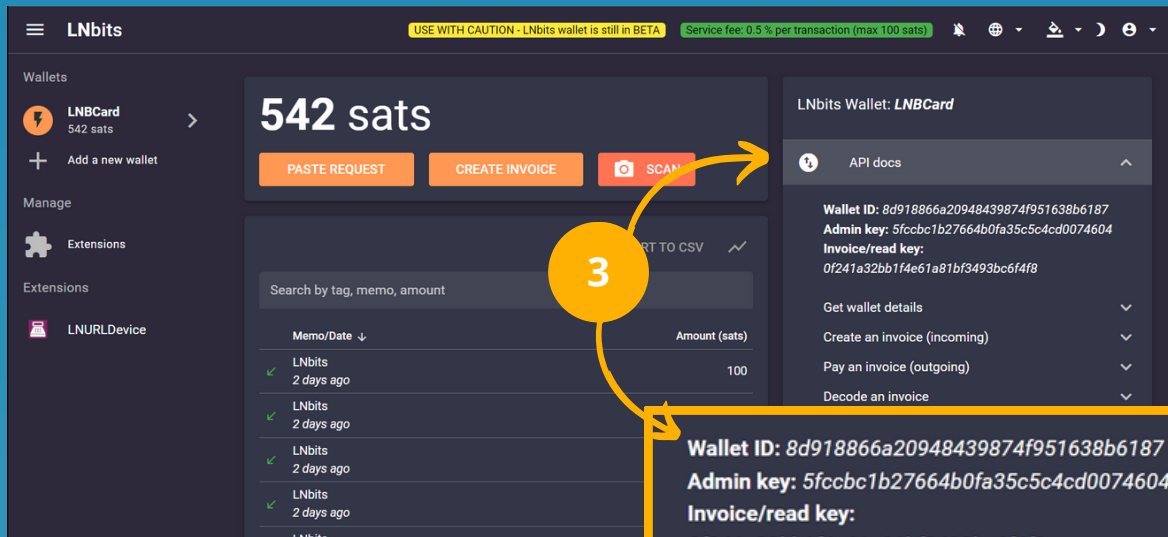 LNbits
USE WITH CAUTION - LNbits wallet is still in BETA
Service fee: 0.5 % per transaction (max 100 sats)
Wallets
LNBCard
542 sats
Add a new wallet
Manage
Extensions
Extensions
LNURLDevice
542 sats
PASTE REQUEST
CREATE INVOICE
SCAN
RT TO CSV
3
Search by tag, memo, amount
Memo/Date
Amount (sats)
LNbits
100
2 days ago
LNbits
2 days ago
LNbits
2 days ago
LNbits
2 days ago
LNbits Wallet: LNBCard
API docs
Wallet ID: 8d918866a20948439874f951638b6187
Admin key: 5fccbc1b27664b0fa35c5c4cd0074604
Invoice/read key:
0f241a32bb1f4e61a81bf3493bc6f4f8
Get wallet details
Create an invoice (incoming)
Pay an invoice (outgoing)
Decode an invoice
Wallet ID: 8d918866a20948439874f951638b6187
Admin key: 5fccbc1b27664b0fa35c5c4cd0074604
Invoice/read key: